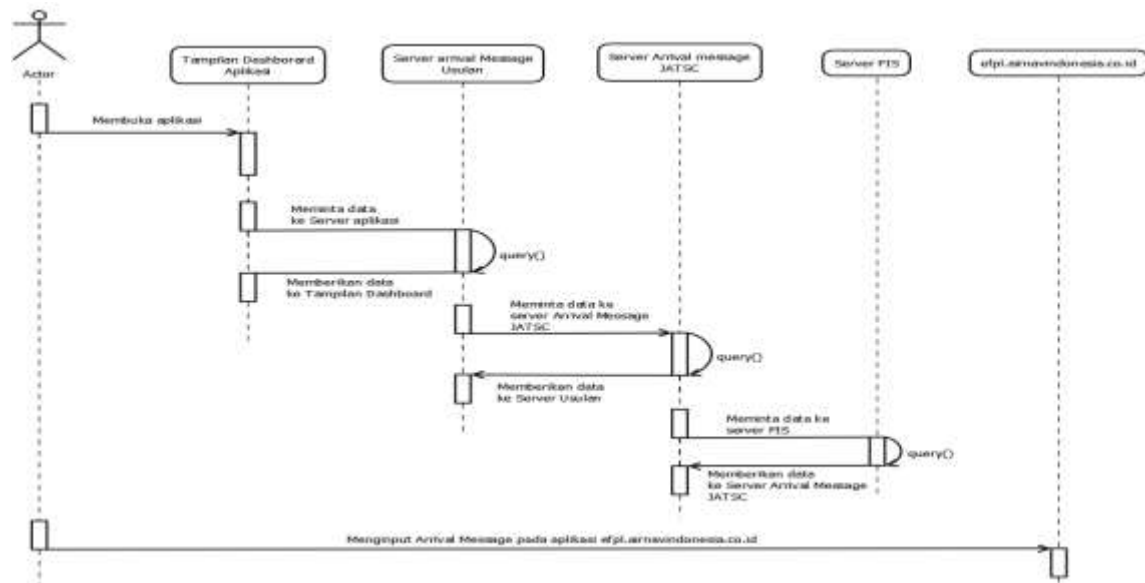 Actor
Tampilan Dashborard
Aplikasi
Server arrival Message
Usulan
Server Arrival message
JATSC
Server FIS
efpl.airnavindonesia.co.id
Membuka aplikasi
Meminta data
ke Server aplikasi
query()
Memberikan data
ke Tampilan Dashboard
Meminta data ke
server Arrival Message
JATSC
query()
Memberikan data
ke Server Usulan
Meminta data ke
server FIS
query()
Memberikan data
ke Server Arrival Message
JATSC
Menginput Arrival Message pada aplikasi efpl.airnavindonesia.co.id